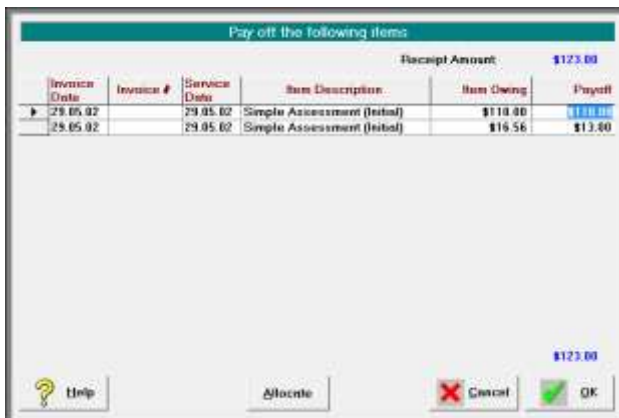 Pay off the following items
Receipt Amount $123.00
Invoice Date Invoice # Service Date Item Description Item Owing Payoff
29.05.02 29.05.02 Simple Assessment (Initial) $110.00 $110.00
29.05.02 29.05.02 Simple Assessment (Initial) $16.56 $13.00
$123.00
Help Allocate Cancel OK